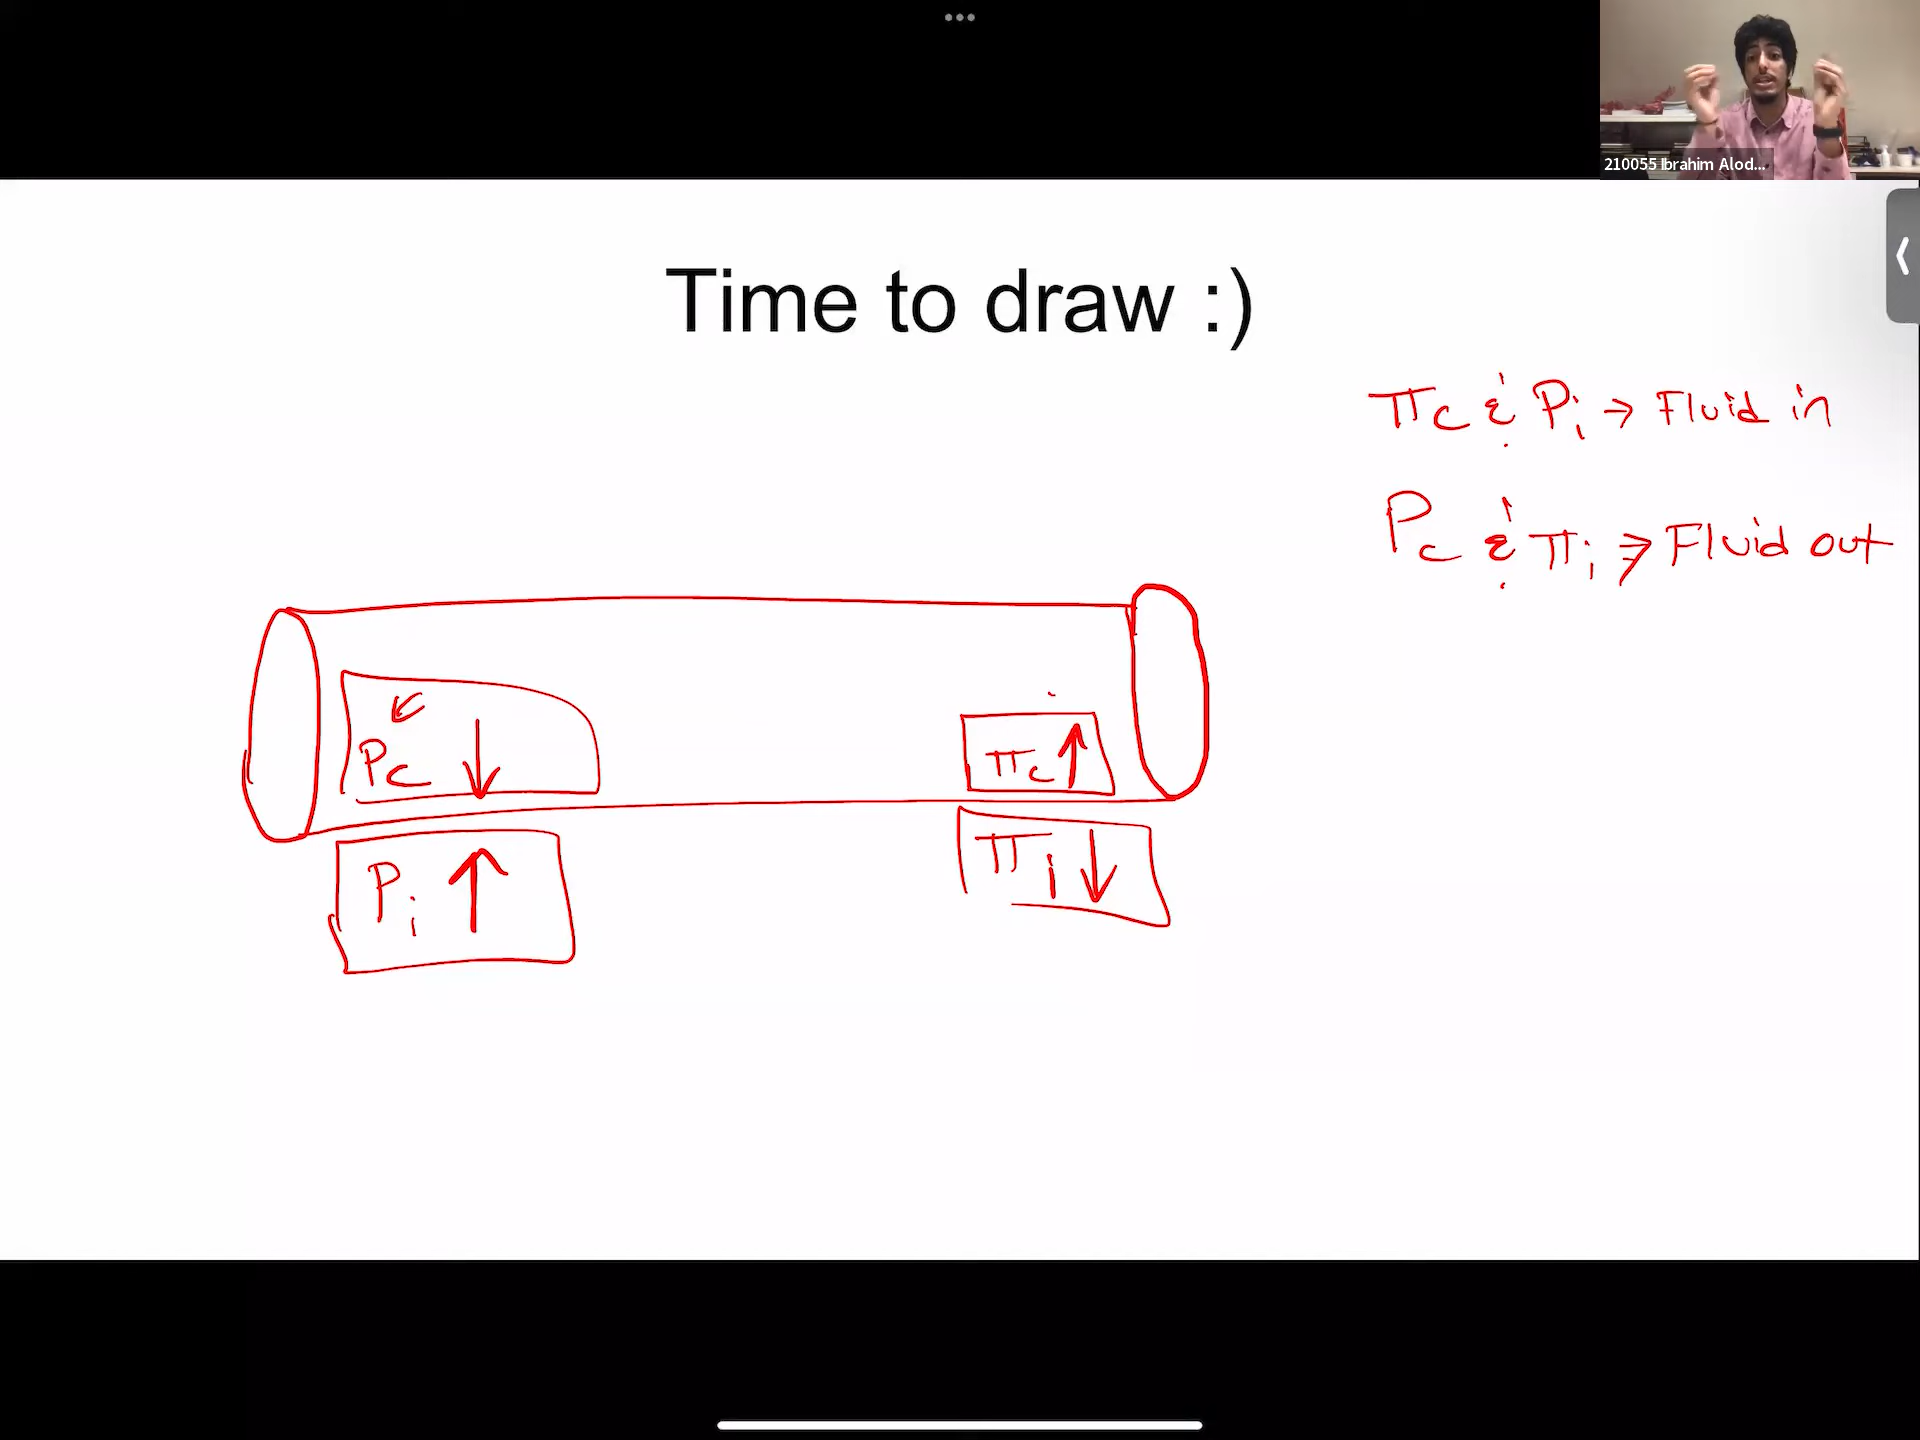 210055 Ibrahim Alod...
Time to draw :)
πc & Pi → Fluid in
Pc & πi → Fluid out
Pc ↓
πc ↑
Pi ↑
πi ↓